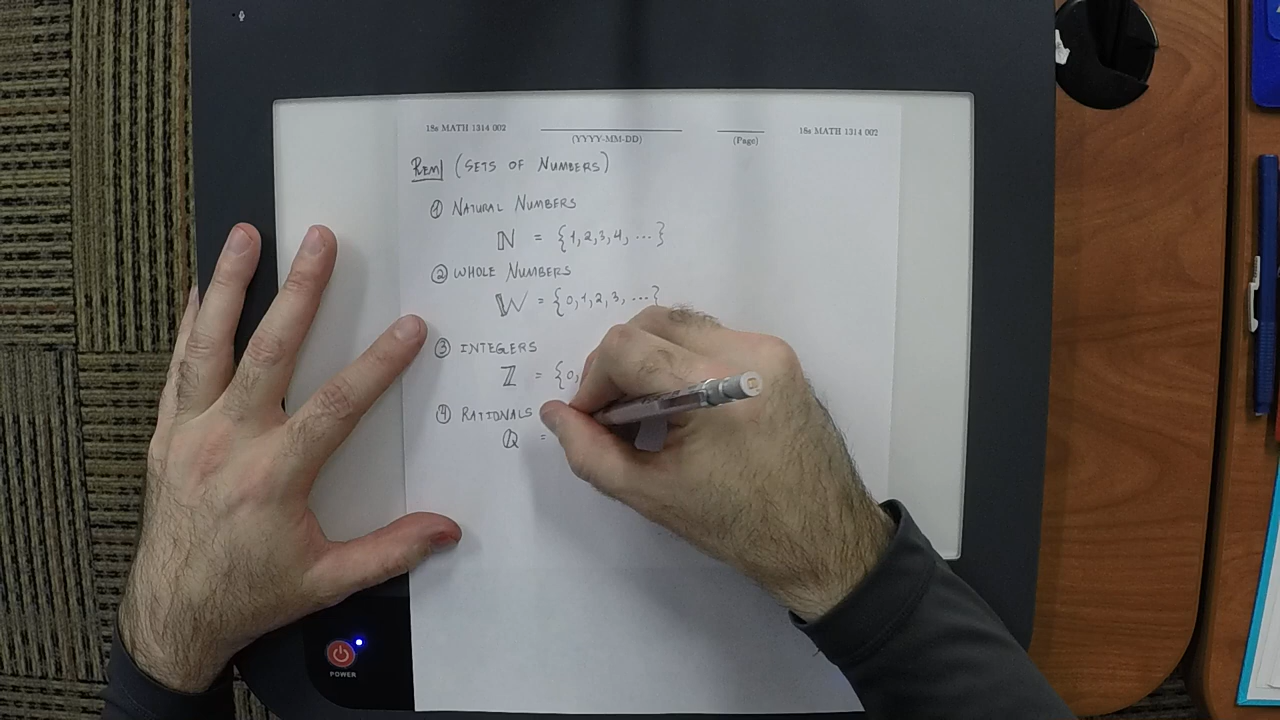 18s MATH 1314 002 (YYYY-MM-DD) (Page) 18s MATH 1314 002
REM (SETS OF NUMBERS)
① NATURAL NUMBERS
ℕ = {1,2,3,4, ... }
② WHOLE NUMBERS
𝕎 = {0,1,2,3, ... }
③ INTEGERS
ℤ = {0,
④ RATIONALS
ℚ =
POWER